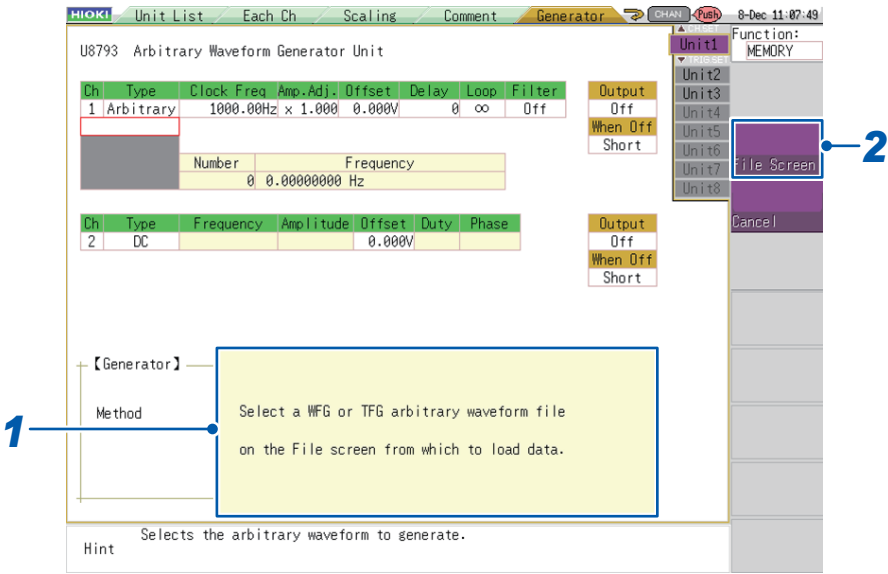 HIOKI Unit List Each Ch Scaling Comment Generator CHAN Push 8-Dec 11:07:49
U8793 Arbitrary Waveform Generator Unit
Ch Type Clock Freq Amp.Adj. Offset Delay Loop Filter
1 Arbitrary 1000.00Hz x 1.000 0.000V 0 ∞ Off
Number Frequency
0 0.00000000 Hz
Output
Off
When Off
Short
Ch Type Frequency Amplitude Offset Duty Phase
2 DC 0.000V
Output
Off
When Off
Short
▲CH.SET
Unit1
▼TRIG.SET
Unit2
Unit3
Unit4
Unit5
Unit6
Unit7
Unit8
Function:
MEMORY
File Screen
2
Cancel
【Generator】
Method
1
Select a WFG or TFG arbitrary waveform file
on the File screen from which to load data.
Selects the arbitrary waveform to generate.
Hint